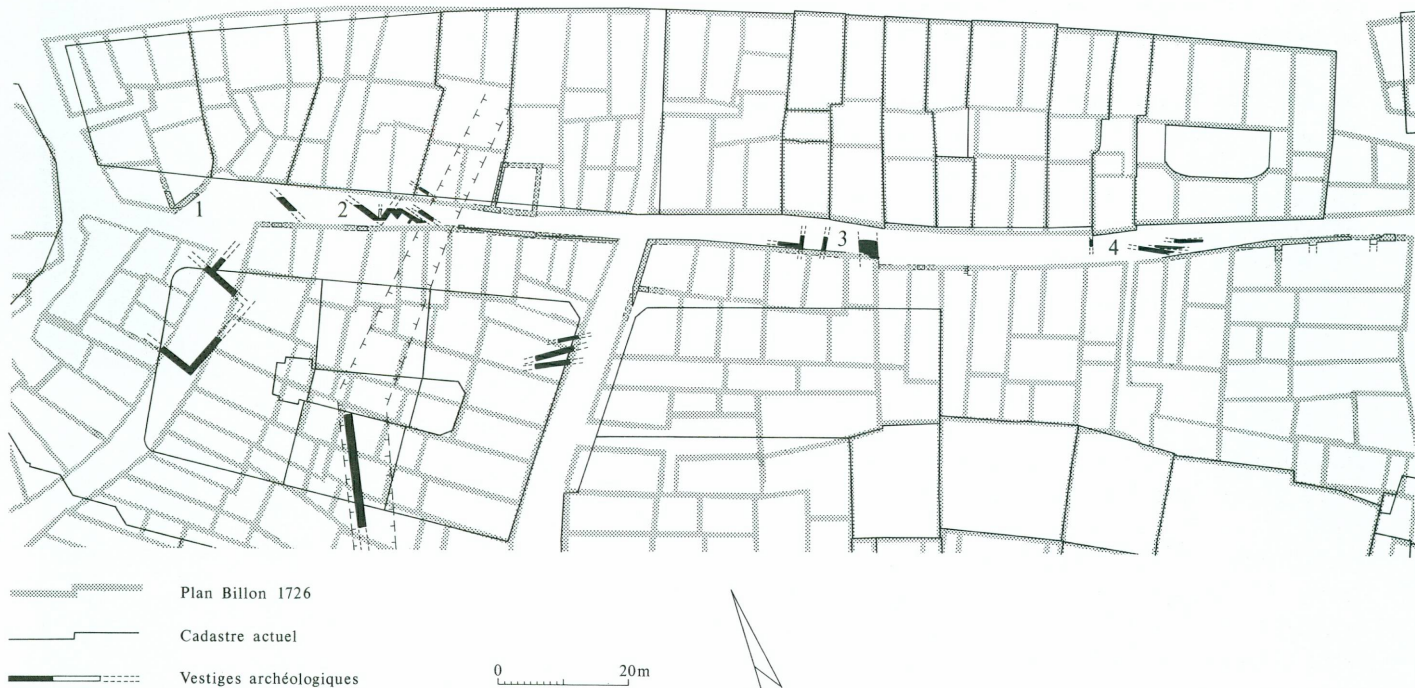 1
2
3
4
Plan Billon 1726
Cadastre actuel
Vestiges archéologiques
0 20m